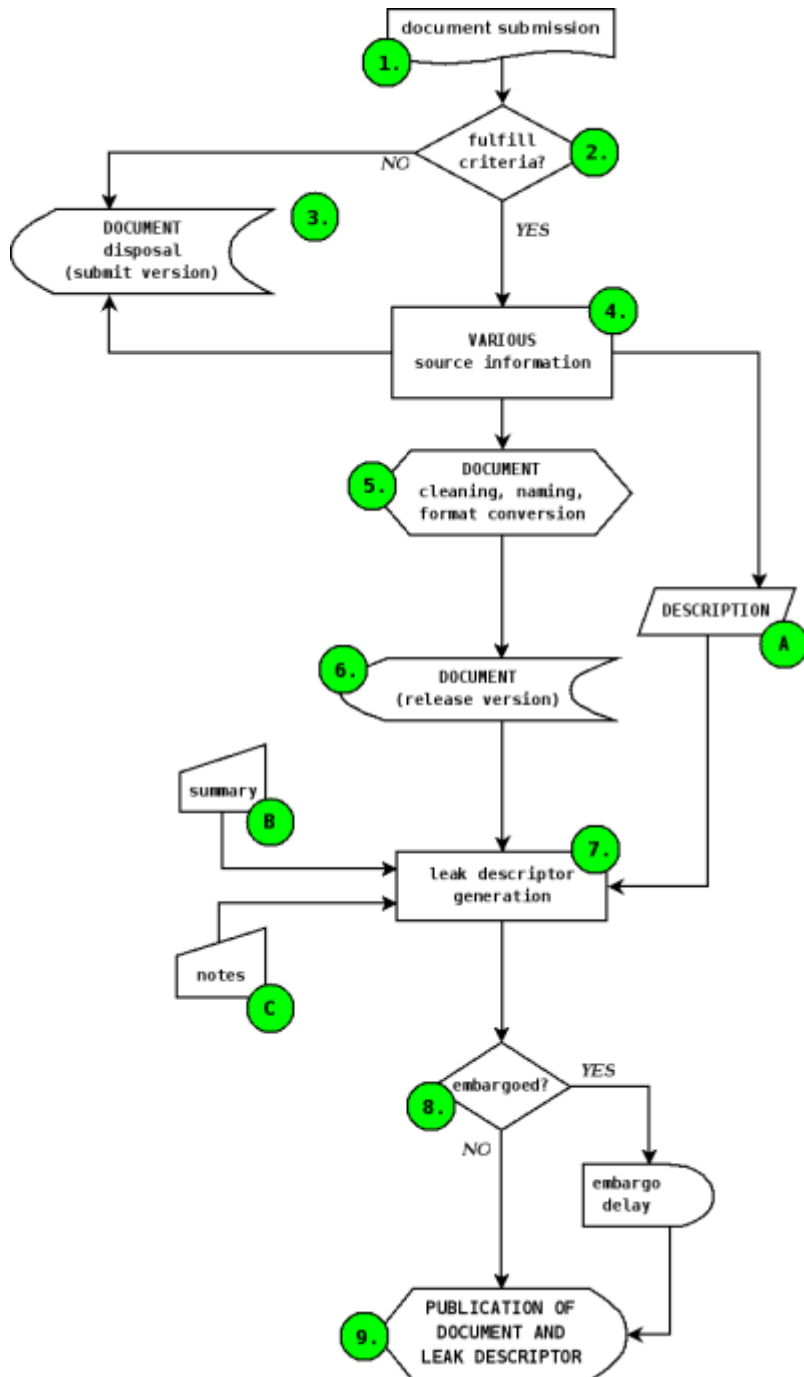 document submission
1.
fulfill
criteria?
2.
NO
3.
DOCUMENT
disposal
(submit version)
YES
4.
VARIOUS
source information
5.
DOCUMENT
cleaning, naming,
format conversion
DESCRIPTION
A
6.
DOCUMENT
(release version)
summary
B
7.
leak descriptor
generation
notes
C
embargoed?
8.
YES
NO
embargo
delay
9.
PUBLICATION OF
DOCUMENT AND
LEAK DESCRIPTOR